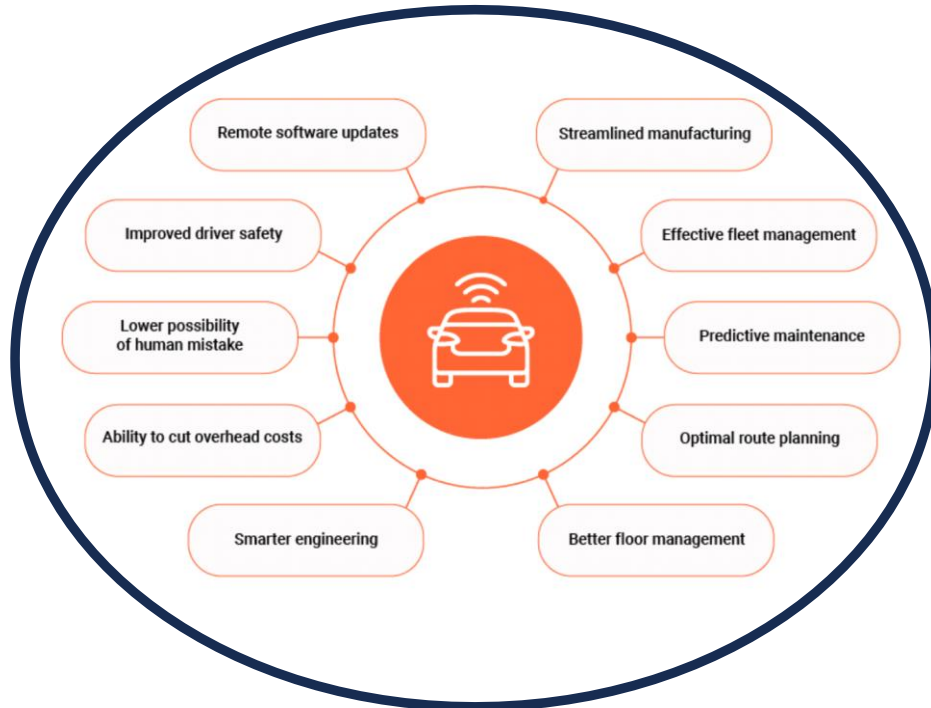 Remote software updates
Streamlined manufacturing
Improved driver safety
Effective fleet management
Lower possibility
of human mistake
Predictive maintenance
Ability to cut overhead costs
Optimal route planning
Smarter engineering
Better floor management